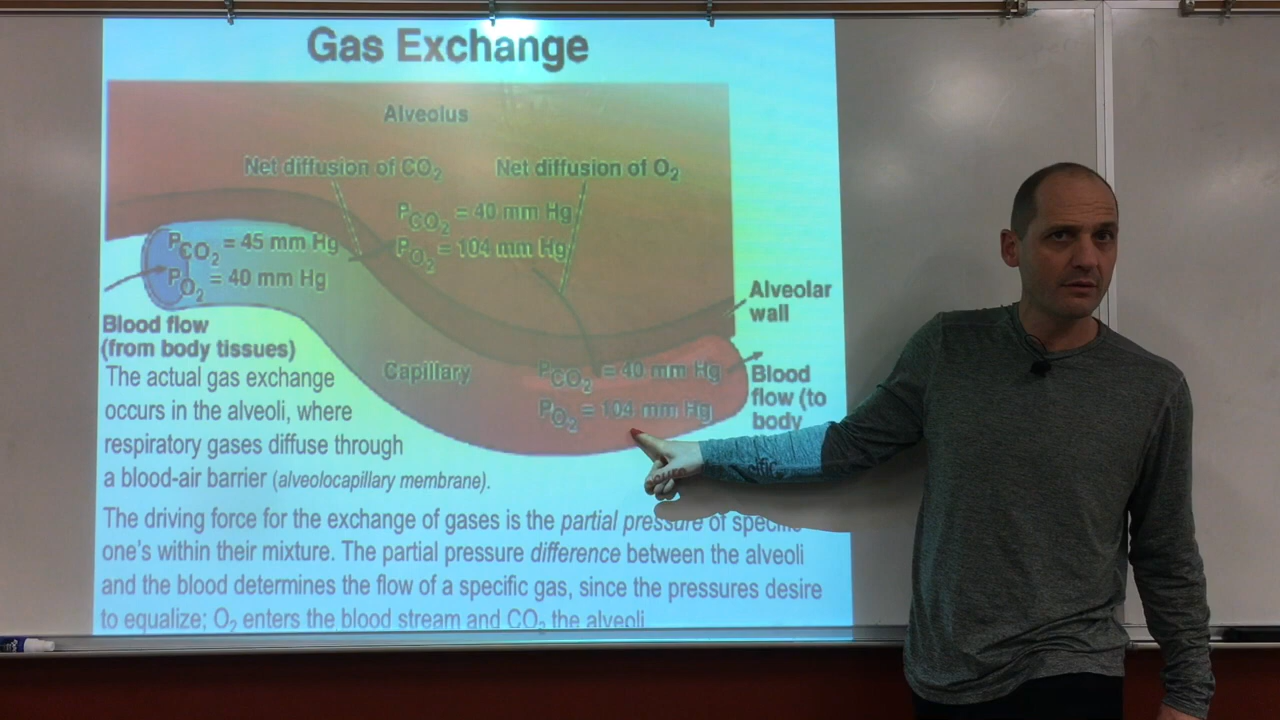 Gas Exchange
Alveolus
Net diffusion of CO₂
Net diffusion of O₂
PCO₂ = 40 mm Hg
PO₂ = 104 mm Hg
PCO₂ = 45 mm Hg
PO₂ = 40 mm Hg
Alveolar
wall
Blood flow
(from body tissues)
Capillary
PCO₂ = 40 mm Hg
PO₂ = 104 mm Hg
Blood
flow (to
body
The actual gas exchange
occurs in the alveoli, where
respiratory gases diffuse through
a blood-air barrier (alveolocapillary membrane).
The driving force for the exchange of gases is the partial pressure of specific
one's within their mixture. The partial pressure difference between the alveoli
and the blood determines the flow of a specific gas, since the pressures desire
to equalize; O₂ enters the blood stream and CO₂ the alveoli